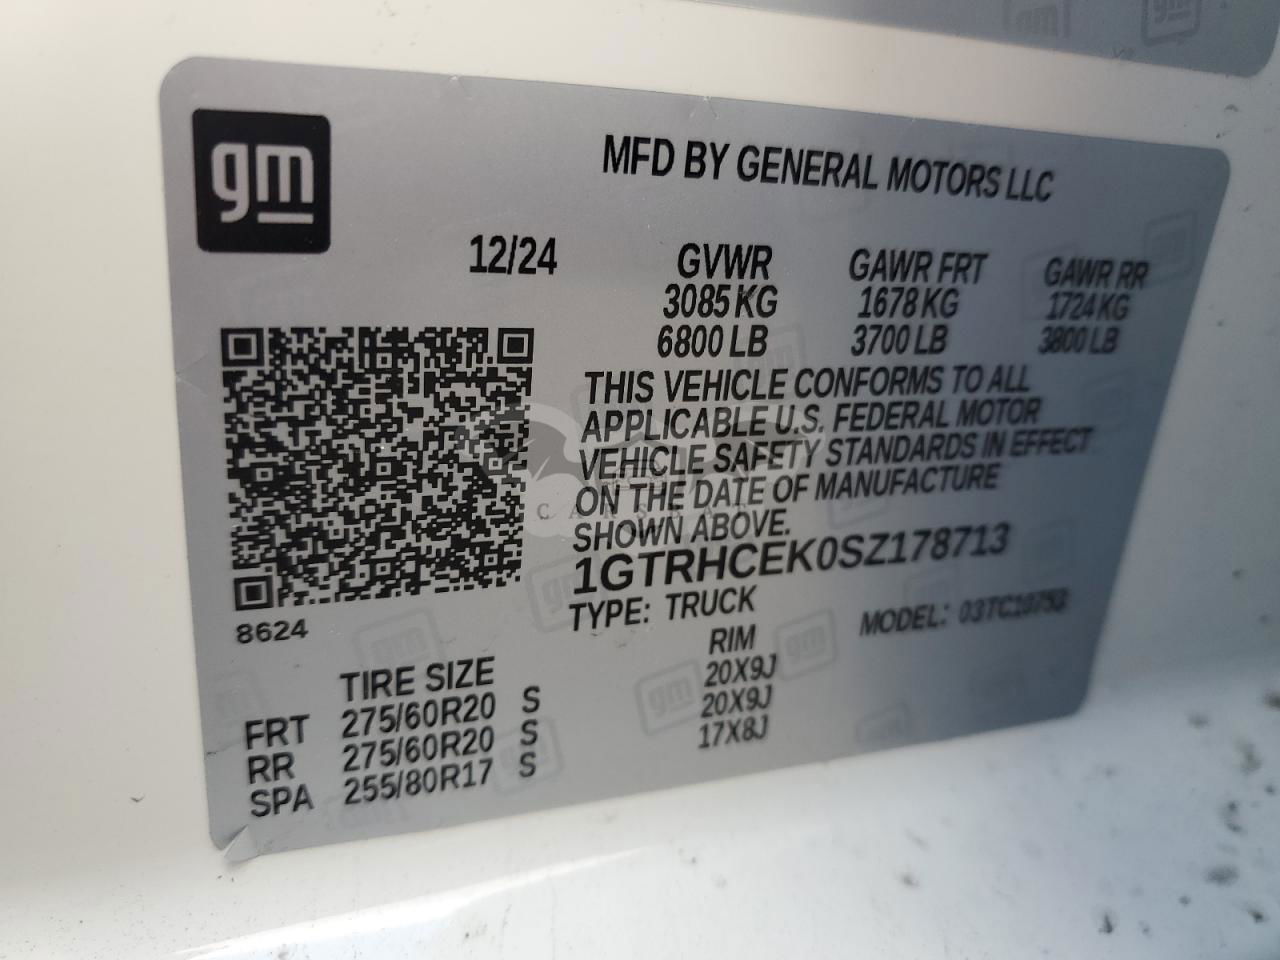 gm
MFD BY GENERAL MOTORS LLC
12/24 GVWR GAWR FRT GAWR RR
3085 KG 1678 KG 1724 KG
6800 LB 3700 LB 3800 LB
THIS VEHICLE CONFORMS TO ALL
APPLICABLE U.S. FEDERAL MOTOR
VEHICLE SAFETY STANDARDS IN EFFECT
ON THE DATE OF MANUFACTURE
SHOWN ABOVE.
1GTRHCEK0SZ178713
TYPE: TRUCK MODEL:
8624
TIRE SIZE RIM
FRT 275/60R20 S 20X9J
RR 275/60R20 S 20X9J
SPA 255/80R17 S 17X8J